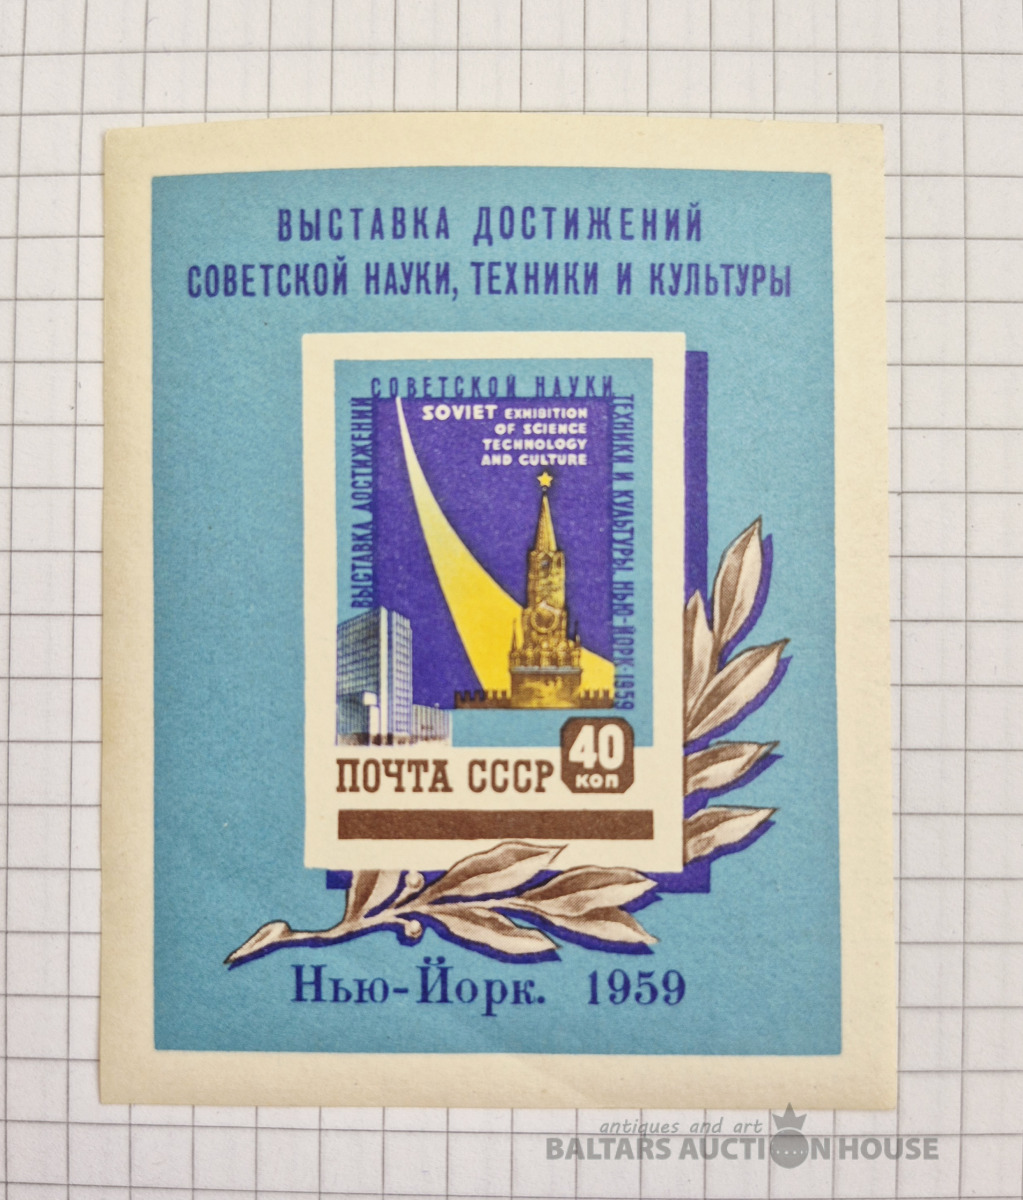 ВЫСТАВКА ДОСТИЖЕНИЙ
СОВЕТСКОЙ НАУКИ, ТЕХНИКИ И КУЛЬТУРЫ
ВЫСТАВКА ДОСТИЖЕНИЙ
СОВЕТСКОЙ НАУКИ
ТЕХНИКИ И КУЛЬТУРЫ НЬЮ-ЙОРК·1959
SOVIET EXHIBITION
OF SCIENCE
TECHNOLOGY
AND CULTURE
40
КОП
ПОЧТА СССР
Нью-Йорк. 1959
antiques and art
BALTARS AUCTION HOUSE